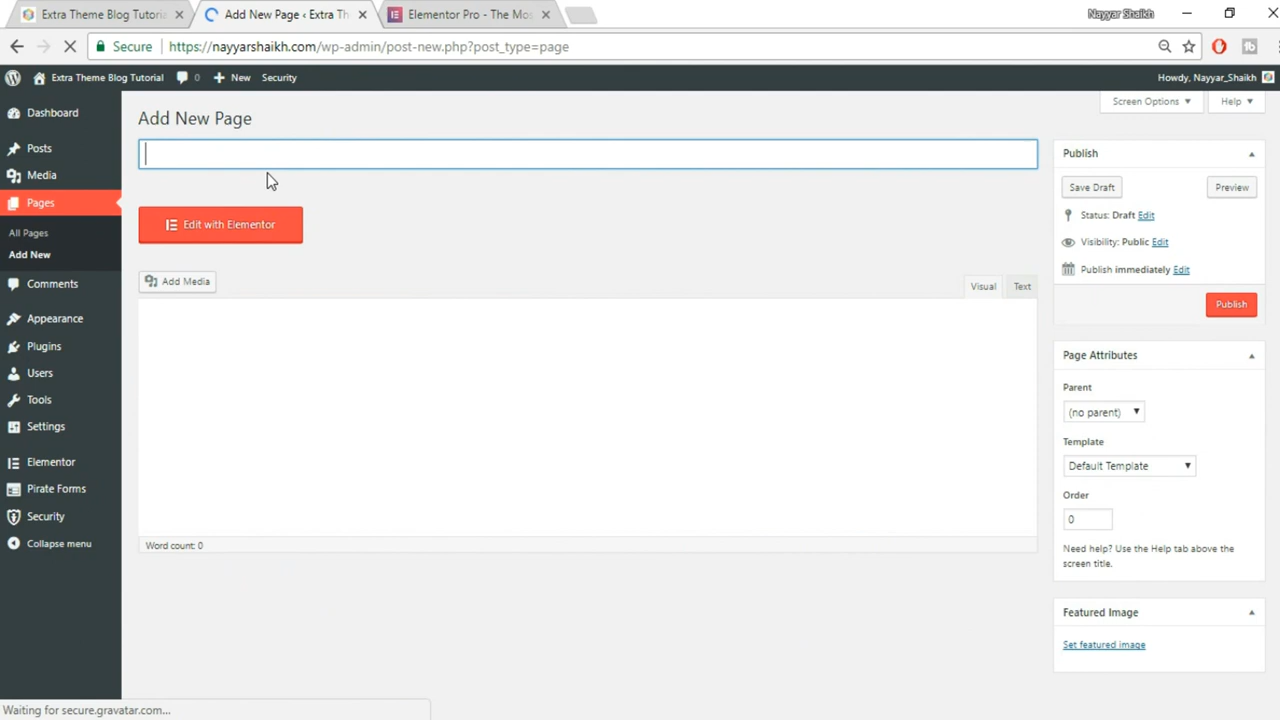 Extra Theme Blog Tutoria
Add New Page ‹ Extra Th
Elementor Pro - The Mos
Nayyar Shaikh
Secure
https://nayyarshaikh.com/wp-admin/post-new.php?post_type=page
Extra Theme Blog Tutorial
0
New
Security
Howdy, Nayyar_Shaikh
Dashboard
Posts
Media
Pages
All Pages
Add New
Comments
Appearance
Plugins
Users
Tools
Settings
Elementor
Pirate Forms
Security
Collapse menu
Screen Options
Help
Add New Page
Edit with Elementor
Add Media
Visual
Text
Word count: 0
Publish
Save Draft
Preview
Status: Draft Edit
Visibility: Public Edit
Publish immediately Edit
Publish
Page Attributes
Parent
(no parent)
Template
Default Template
Order
0
Need help? Use the Help tab above the
screen title.
Featured Image
Set featured image
Waiting for secure.gravatar.com...